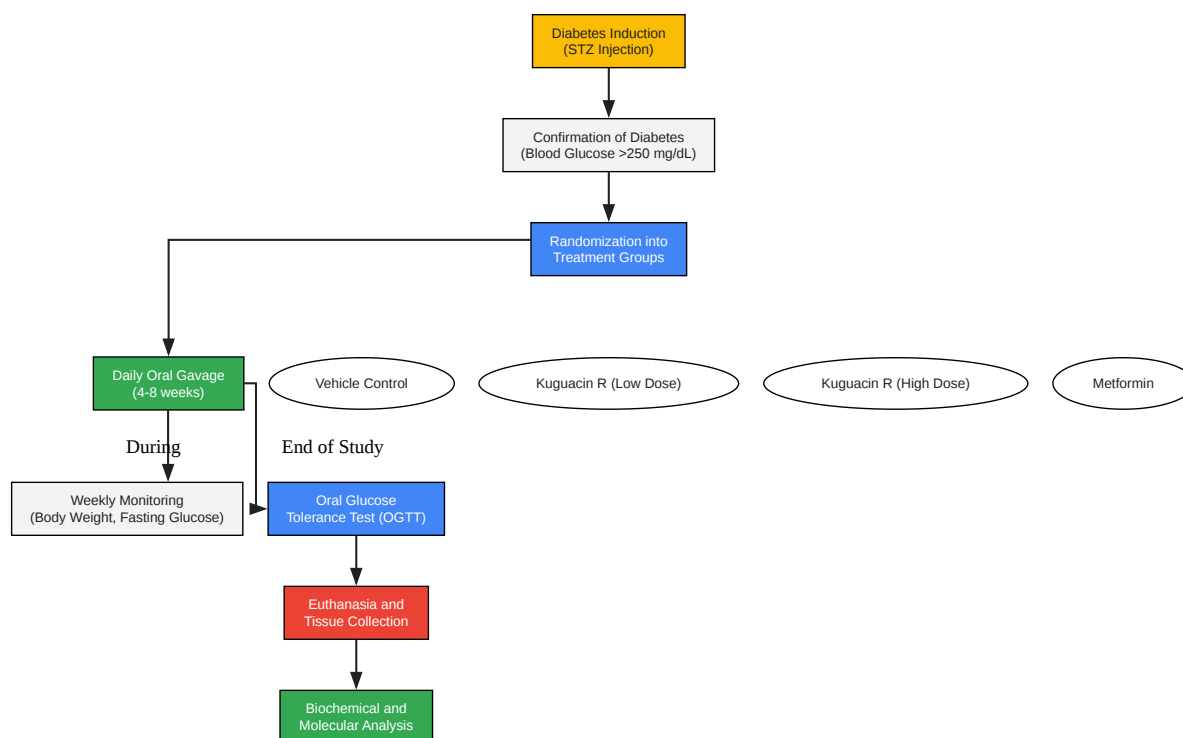 Diabetes Induction
(STZ Injection)
Confirmation of Diabetes
(Blood Glucose >250 mg/dL)
Randomization into
Treatment Groups
Daily Oral Gavage
(4-8 weeks)
Vehicle Control
Kuguacin R (Low Dose)
Kuguacin R (High Dose)
Metformin
During
End of Study
Weekly Monitoring
(Body Weight, Fasting Glucose)
Oral Glucose
Tolerance Test (OGTT)
Euthanasia and
Tissue Collection
Biochemical and
Molecular Analysis